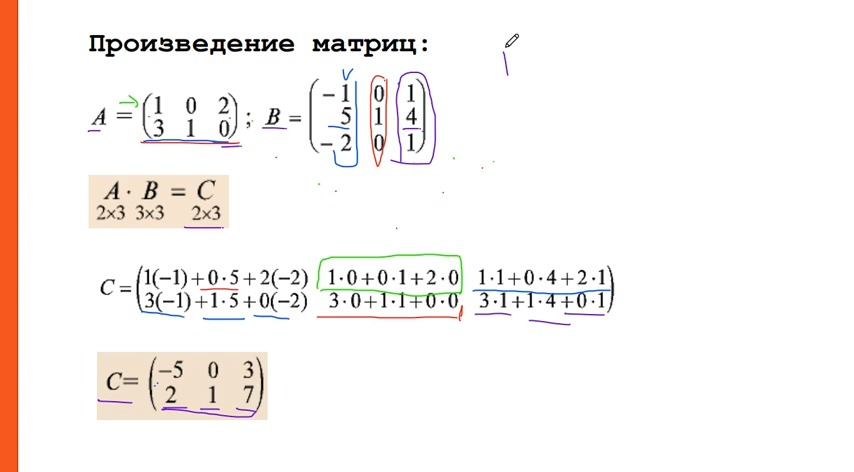 Произведение матриц:
A = (1 0 2
3 1 0) ; B = (−1 0 1
5 1 4
−2 0 1)
A · B = C
2×3 3×3 2×3
C = (1(−1)+0·5+2(−2) 1·0+0·1+2·0 1·1+0·4+2·1
3(−1)+1·5+0(−2) 3·0+1·1+0·0 3·1+1·4+0·1)
C= (−5 0 3
2 1 7)